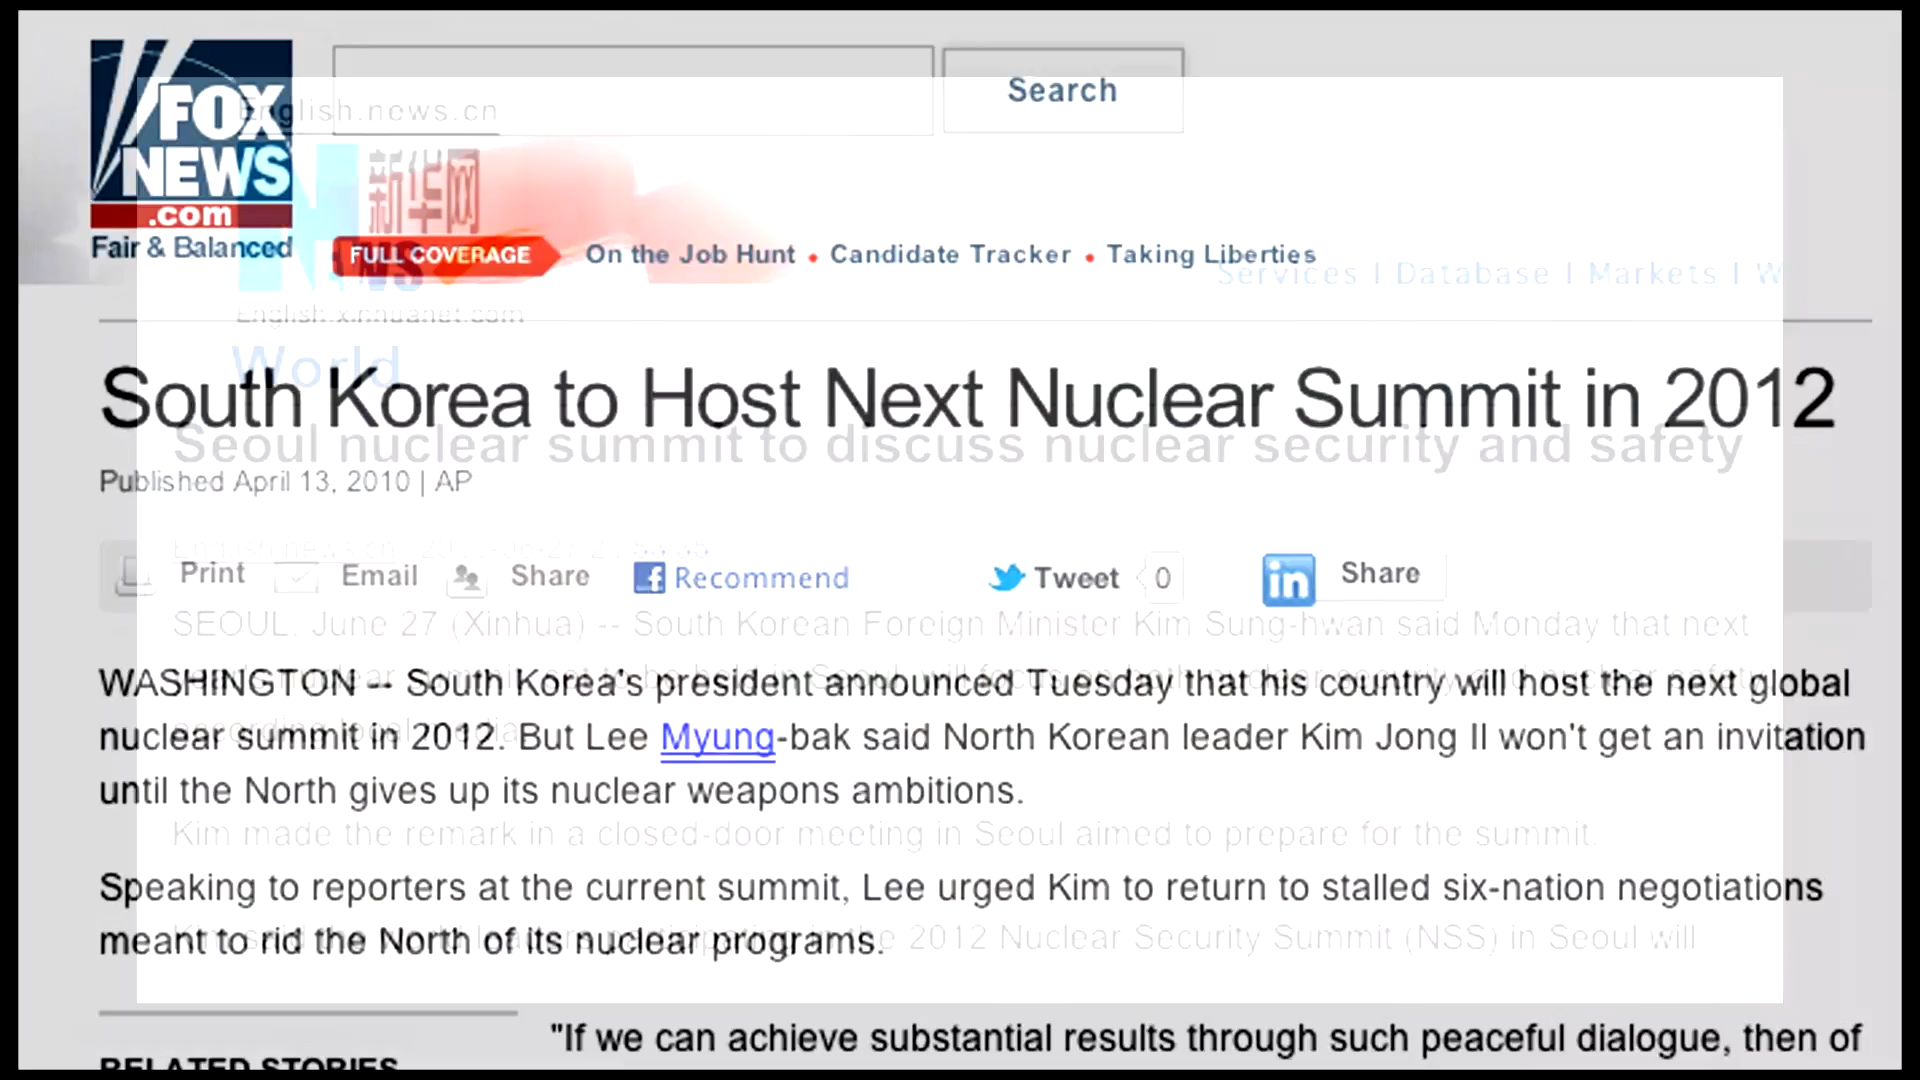 FOX
NEWS
.com
Fair & Balanced
Search
English.news.cn
新华网
NEWS
FULL COVERAGE
On the Job Hunt • Candidate Tracker • Taking Liberties
Services | Database | Markets | W
English.xinhuanet.com
World
South Korea to Host Next Nuclear Summit in 2012
Seoul nuclear summit to discuss nuclear security and safety
Published April 13, 2010 | AP
English.news.cn
Print Email Share Recommend Tweet 0 Share
SEOUL, June 27 (Xinhua) -- South Korean Foreign Minister Kim Sung-hwan said Monday that next
WASHINGTON -- South Korea's president announced Tuesday that his country will host the next global
nuclear summit in 2012. But Lee Myung-bak said North Korean leader Kim Jong Il won't get an invitation
until the North gives up its nuclear weapons ambitions.
Kim made the remark in a closed-door meeting in Seoul aimed to prepare for the summit.
Speaking to reporters at the current summit, Lee urged Kim to return to stalled six-nation negotiations
meant to rid the North of its nuclear programs.
2012 Nuclear Security Summit (NSS) in Seoul will
"If we can achieve substantial results through such peaceful dialogue, then of
RELATED STORIES